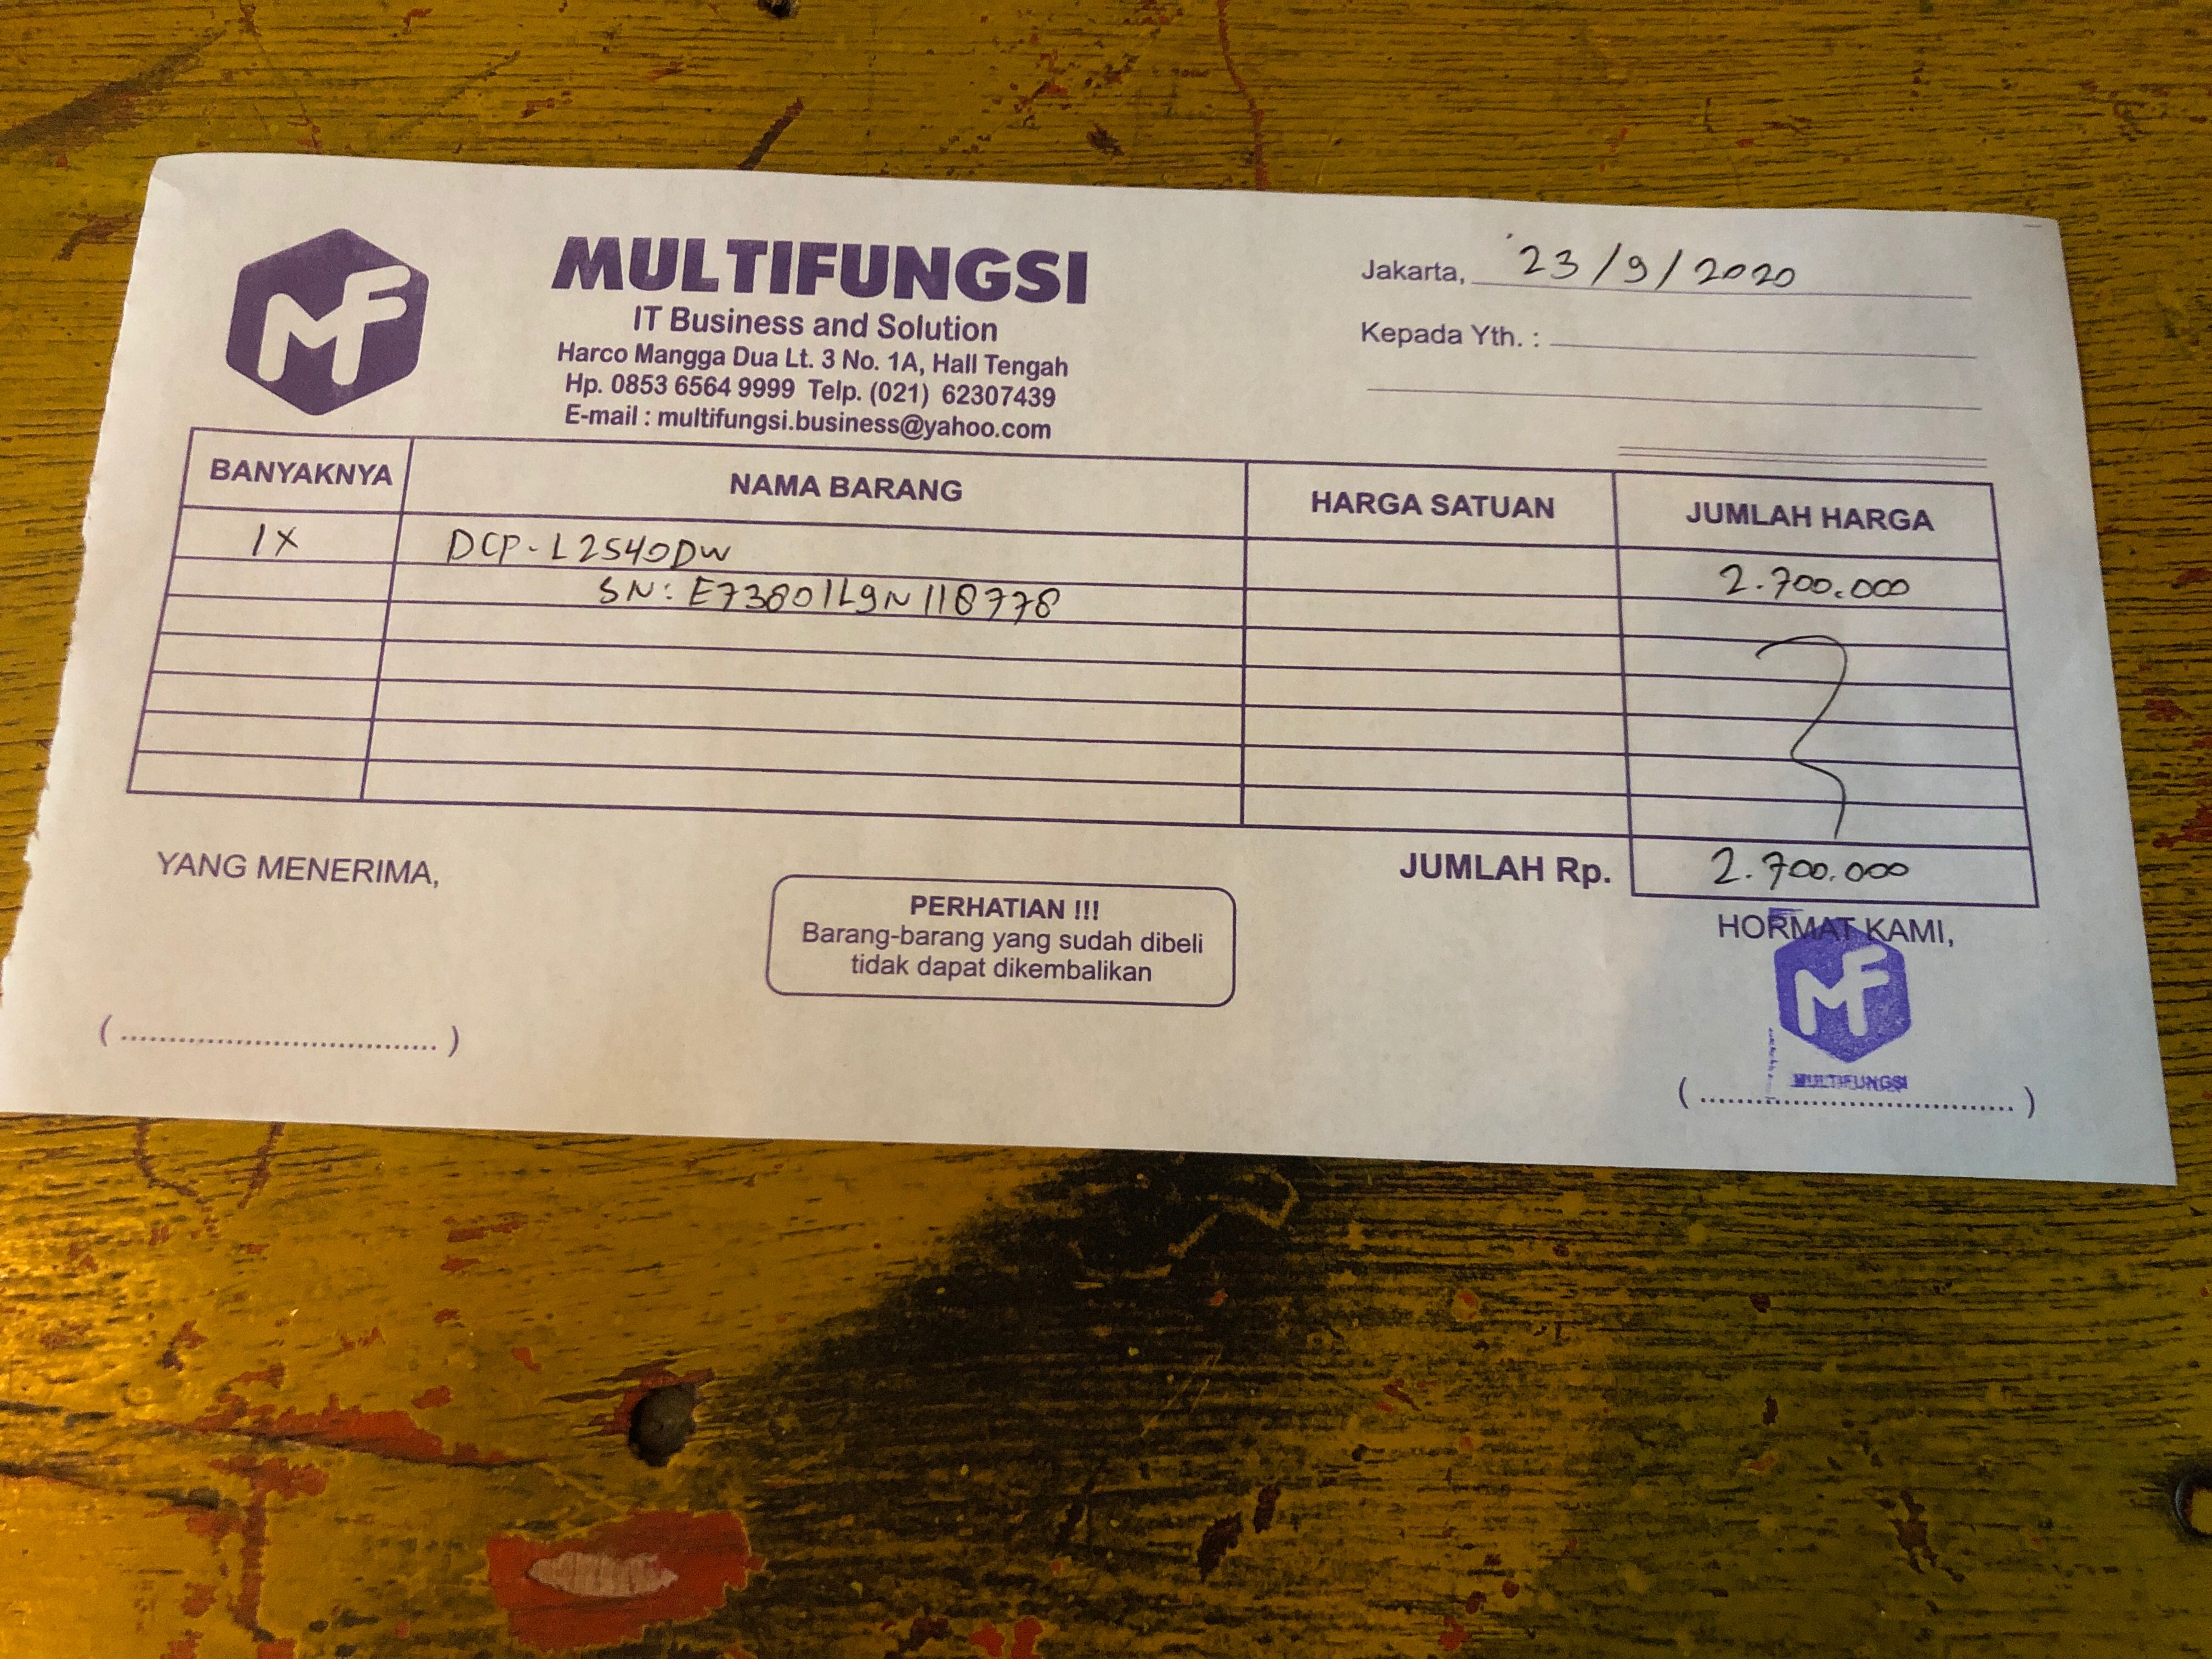 MF
MULTIFUNGSI
IT Business and Solution
Harco Mangga Dua Lt. 3 No. 1A, Hall Tengah
Hp. 0853 6564 9999 Telp. (021) 62307439
E-mail : multifungsi.business@yahoo.com
Jakarta, 23/9/2020
Kepada Yth. :
BANYAKNYA NAMA BARANG HARGA SATUAN JUMLAH HARGA
1X DCP-L2540DW 2.700.000
SN: E73801L9N118778
JUMLAH Rp. 2.700.000
YANG MENERIMA,
PERHATIAN !!!
Barang-barang yang sudah dibeli
tidak dapat dikembalikan
HORMAT KAMI,
MF
MULTIFUNGSI
(................................)
(................................)